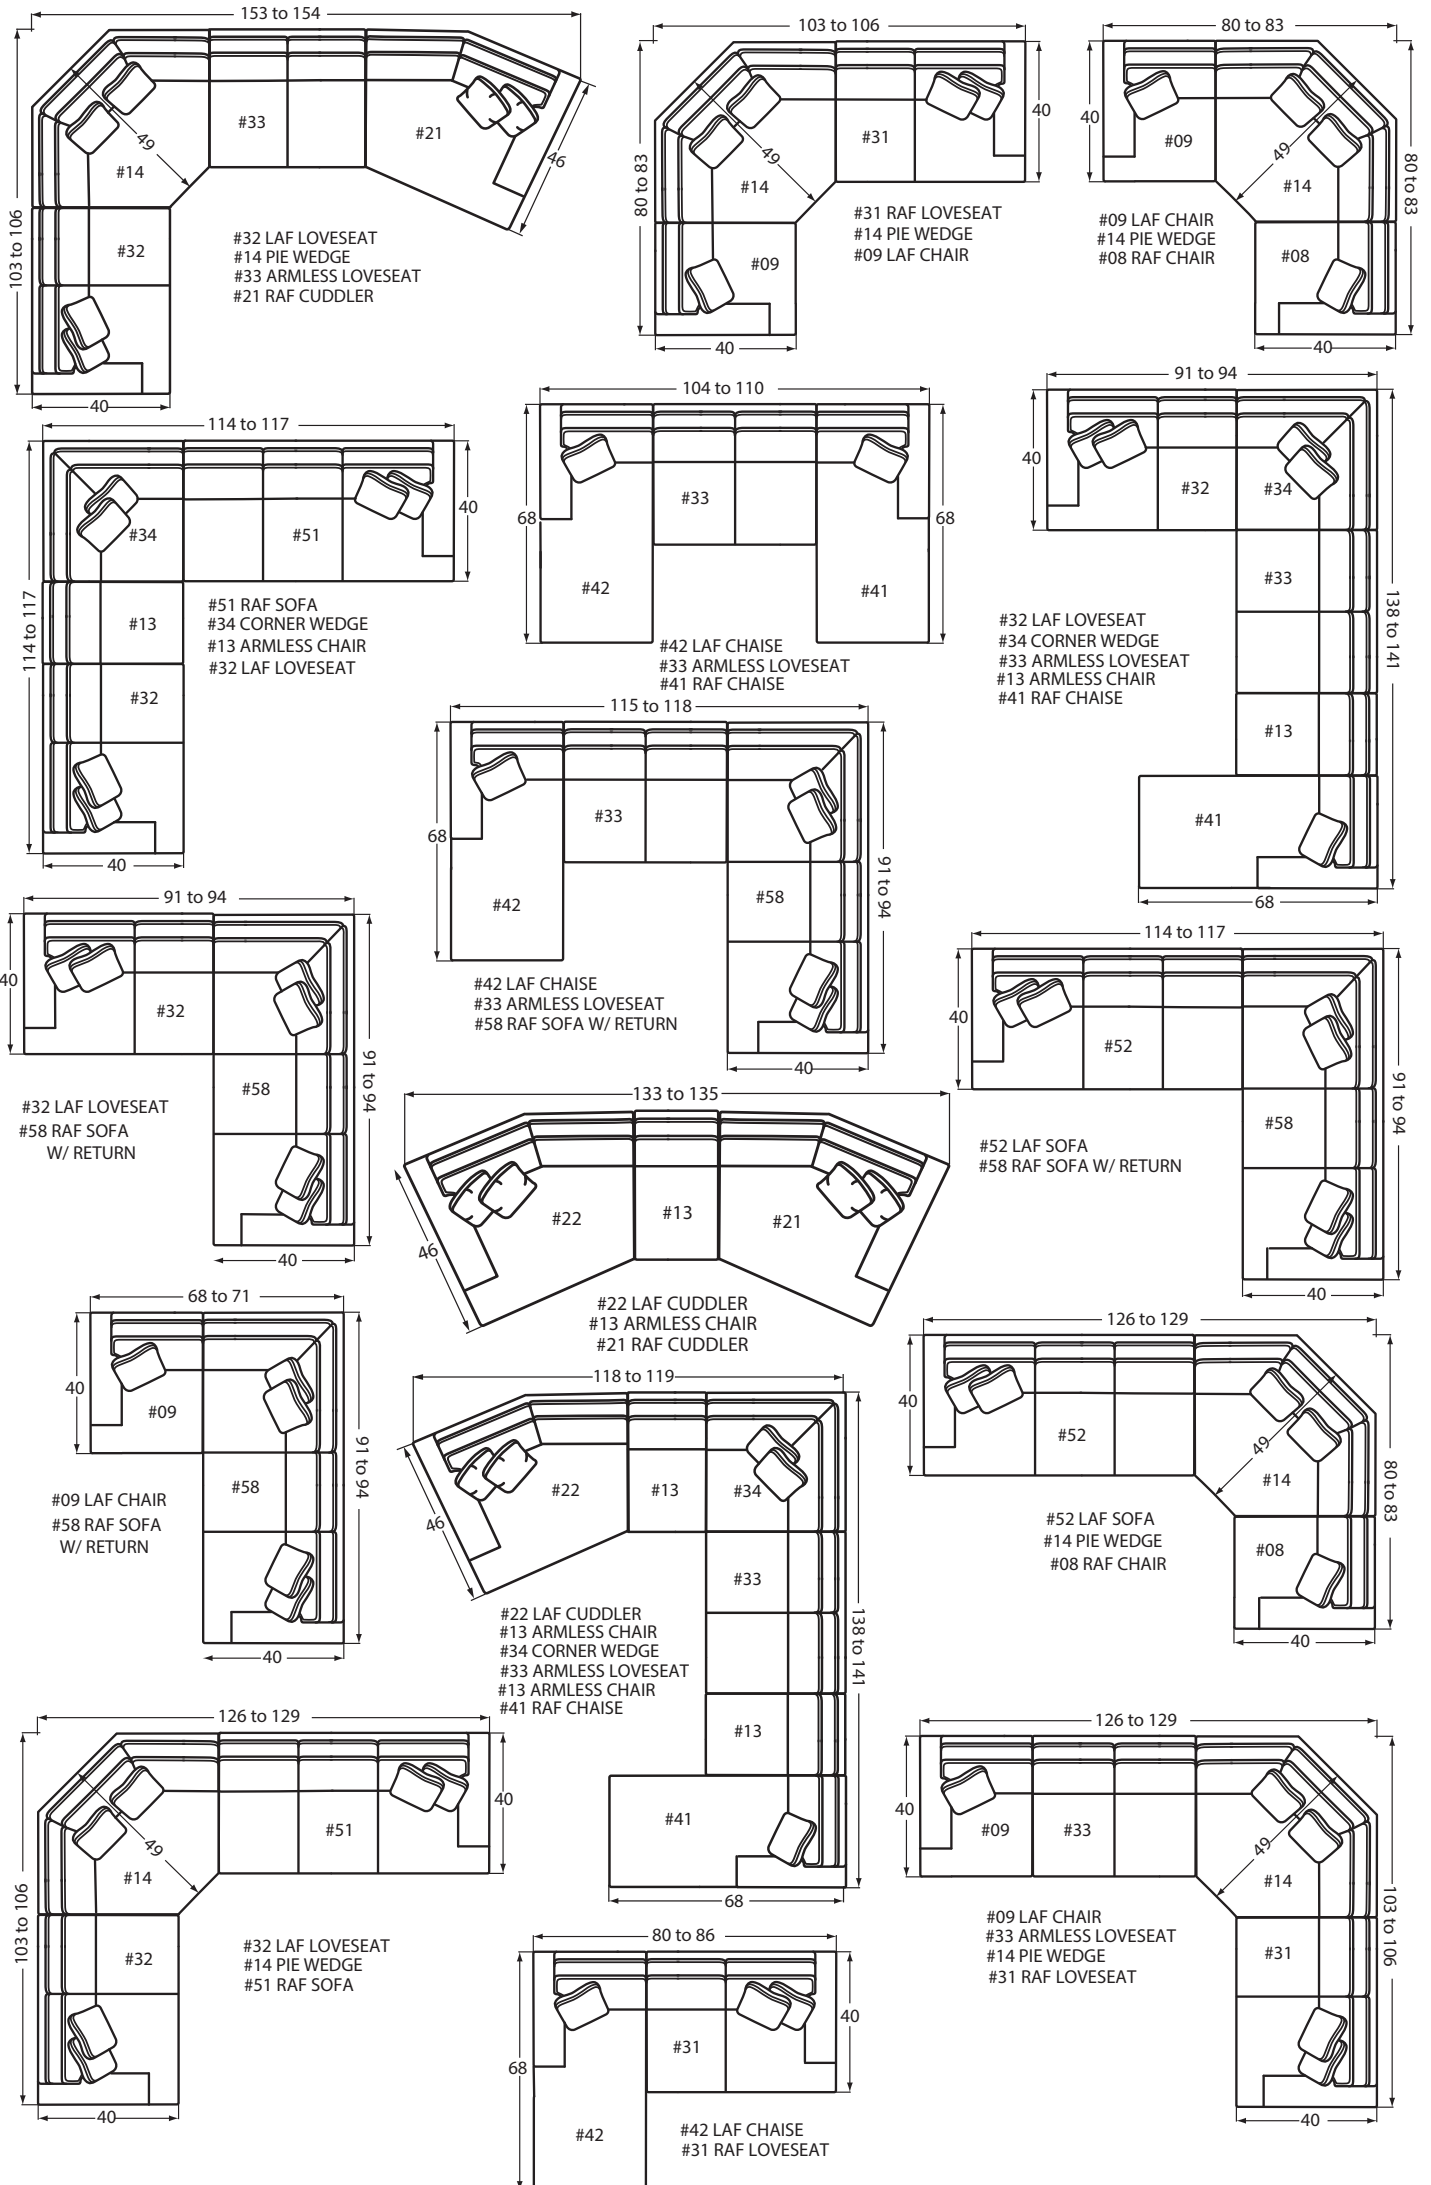 153 to 154
103 to 106
49
#14
#33
#21
46
#32
40
#32 LAF LOVESEAT
#14 PIE WEDGE
#33 ARMLESS LOVESEAT
#21 RAF CUDDLER
103 to 106
80 to 83
49
#14
#31
40
#09
40
#31 RAF LOVESEAT
#14 PIE WEDGE
#09 LAF CHAIR
80 to 83
40
#09
49
#14
80 to 83
#08
40
#09 LAF CHAIR
#14 PIE WEDGE
#08 RAF CHAIR
114 to 117
114 to 117
#34
#51
40
#13
#32
40
#51 RAF SOFA
#34 CORNER WEDGE
#13 ARMLESS CHAIR
#32 LAF LOVESEAT
104 to 110
68
#33
68
#42
#41
#42 LAF CHAISE
#33 ARMLESS LOVESEAT
#41 RAF CHAISE
91 to 94
40
#32
#34
#33
138 to 141
#13
#41
68
#32 LAF LOVESEAT
#34 CORNER WEDGE
#33 ARMLESS LOVESEAT
#13 ARMLESS CHAIR
#41 RAF CHAISE
115 to 118
68
#33
#42
#58
91 to 94
40
#42 LAF CHAISE
#33 ARMLESS LOVESEAT
#58 RAF SOFA W/ RETURN
91 to 94
40
#32
#58
91 to 94
40
#32 LAF LOVESEAT
#58 RAF SOFA
W/ RETURN
114 to 117
40
#52
#58
91 to 94
40
#52 LAF SOFA
#58 RAF SOFA W/ RETURN
133 to 135
46
#22
#13
#21
#22 LAF CUDDLER
#13 ARMLESS CHAIR
#21 RAF CUDDLER
68 to 71
40
#09
#58
91 to 94
40
#09 LAF CHAIR
#58 RAF SOFA
W/ RETURN
118 to 119
46
#22
#13
#34
#33
138 to 141
#13
#41
68
#22 LAF CUDDLER
#13 ARMLESS CHAIR
#34 CORNER WEDGE
#33 ARMLESS LOVESEAT
#13 ARMLESS CHAIR
#41 RAF CHAISE
126 to 129
40
#52
49
#14
80 to 83
#08
40
#52 LAF SOFA
#14 PIE WEDGE
#08 RAF CHAIR
126 to 129
103 to 106
49
#14
#51
40
#32
40
#32 LAF LOVESEAT
#14 PIE WEDGE
#51 RAF SOFA
80 to 86
68
#31
40
#42
#42 LAF CHAISE
#31 RAF LOVESEAT
126 to 129
40
#09
#33
49
#14
103 to 106
#31
40
#09 LAF CHAIR
#33 ARMLESS LOVESEAT
#14 PIE WEDGE
#31 RAF LOVESEAT